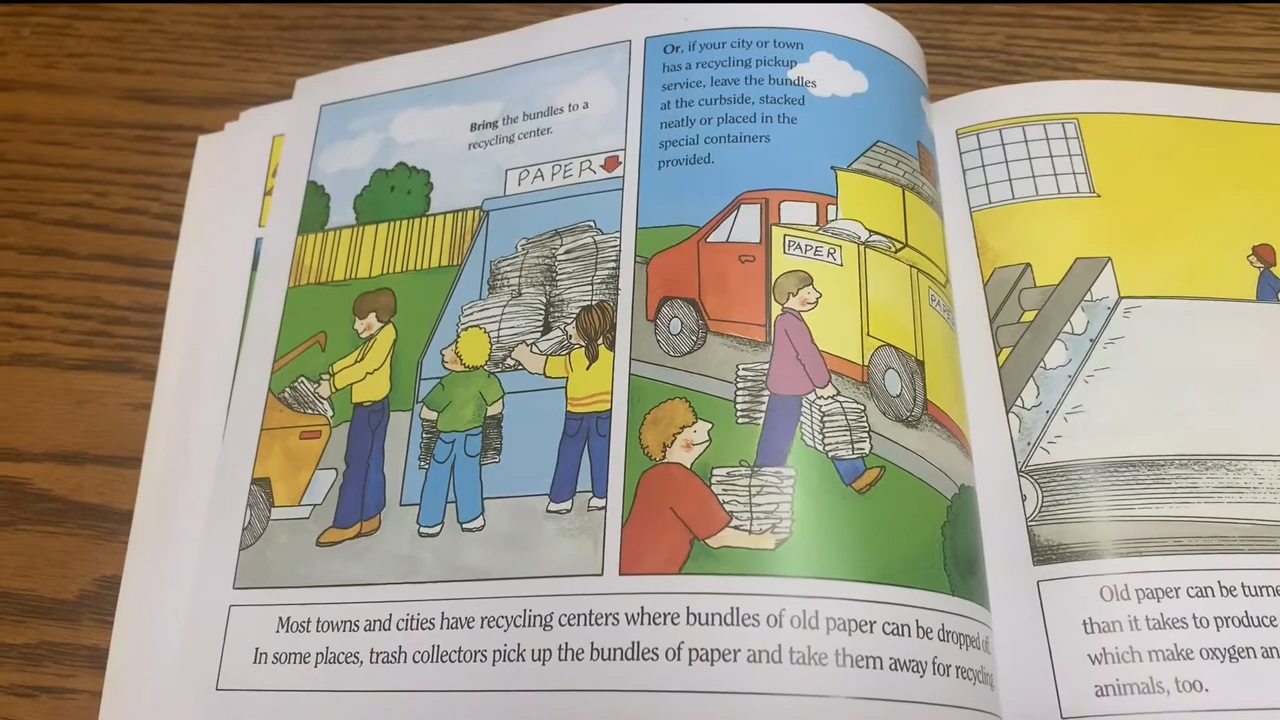 Bring the bundles to a
recycling center.
PAPER
Or, if your city or town
has a recycling pickup
service, leave the bundles
at the curbside, stacked
neatly or placed in the
special containers
provided.
PAPER
PAPER
Most towns and cities have recycling centers where bundles of old paper can be dropped off.
In some places, trash collectors pick up the bundles of paper and take them away for recycling.
Old paper can be turne
than it takes to produce
which make oxygen an
animals, too.